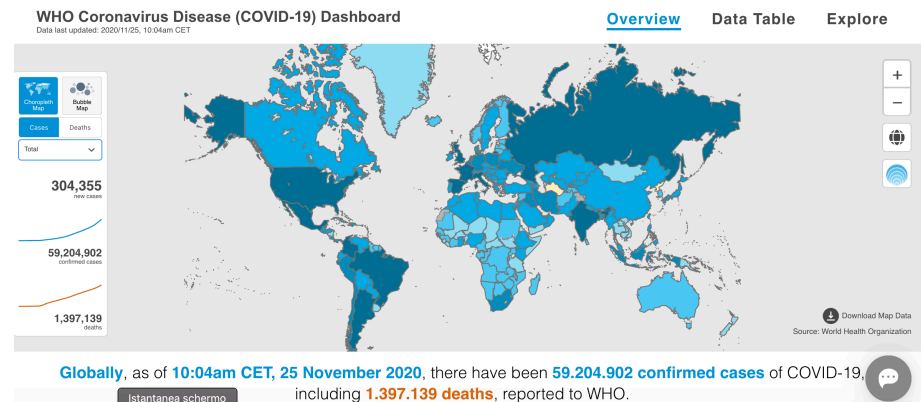 WHO Coronavirus Disease (COVID-19) Dashboard
Data last updated: 2020/11/25, 10:04am CET
Overview
Data Table
Explore
Choropleth
Map
Bubble
Map
Cases
Deaths
Total
304,355
new cases
59,204,902
confirmed cases
1,397,139
deaths
+
−
Download Map Data
Source: World Health Organization
Globally, as of 10:04am CET, 25 November 2020, there have been 59.204.902 confirmed cases of COVID-19,
including 1.397.139 deaths, reported to WHO.
Istantanea schermo